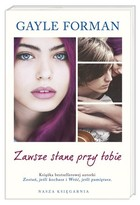 GAYLE FORMAN
Zawsze stanę przy tobie
Książka bestsellerowej autorki
Zostań, jeśli kochasz i Wróć, jeśli pamiętasz.
NASZA KSIĘGARNIA